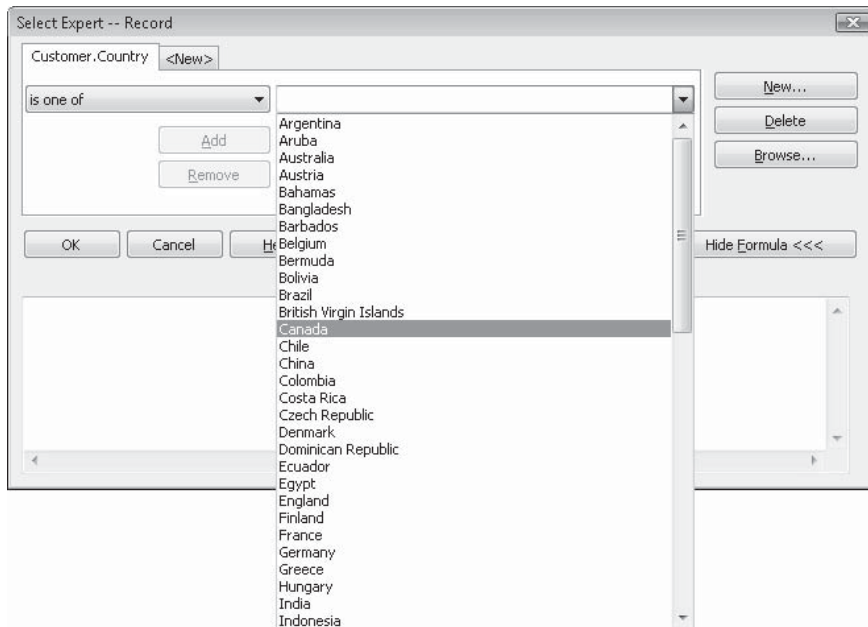 Select Expert -- Record
Customer.Country
<New>
is one of
Add
Remove
New...
Delete
Browse...
OK
Cancel
He
Hide Formula <<<
Argentina
Aruba
Australia
Austria
Bahamas
Bangladesh
Barbados
Belgium
Bermuda
Bolivia
Brazil
British Virgin Islands
Canada
Chile
China
Colombia
Costa Rica
Czech Republic
Denmark
Dominican Republic
Ecuador
Egypt
England
Finland
France
Germany
Greece
Hungary
India
Indonesia